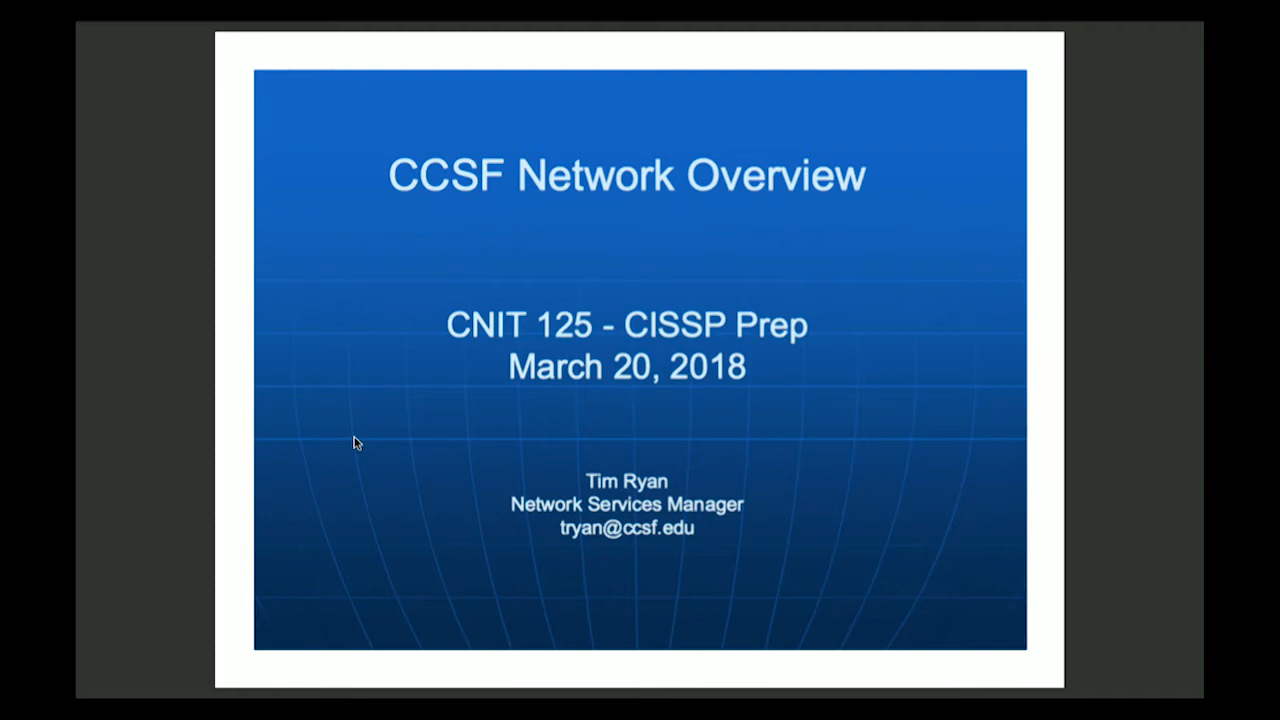 CCSF Network Overview
CNIT 125 - CISSP Prep
March 20, 2018
Tim Ryan
Network Services Manager
tryan@ccsf.edu